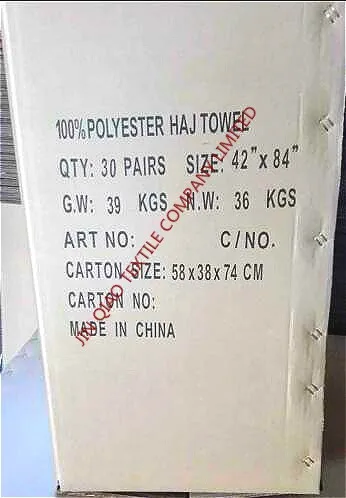 100% POLYESTER HAJ TOWEL
QTY: 30 PAIRS SIZE: 42" x 84"
G.W: 39 KGS N.W: 36 KGS
ART NO: C/NO.
CARTON SIZE: 58x38x74 CM
CARTON NO:
MADE IN CHINA
TEXTILE COMPANY LIMITED